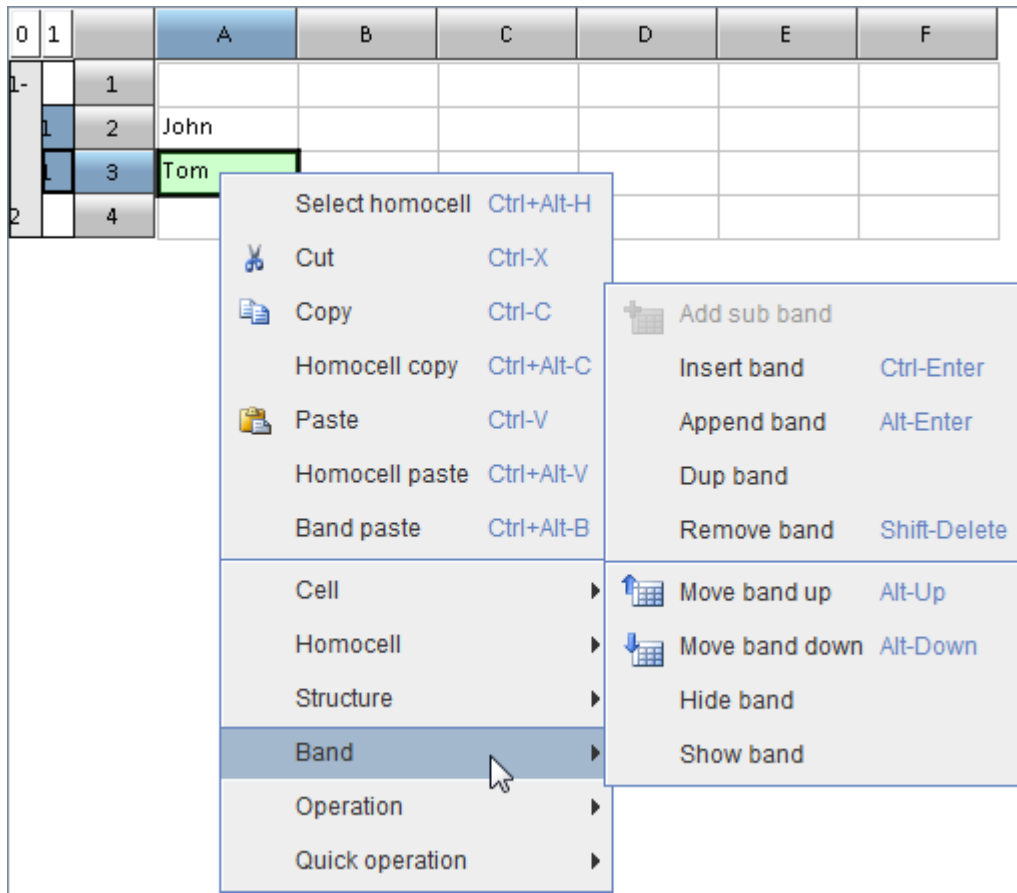 0 1 A B C D E F
1- 1
1 2 John
1 3 Tom
2 4
Select homocell Ctrl+Alt-H
Cut Ctrl-X
Copy Ctrl-C
Homocell copy Ctrl+Alt-C
Paste Ctrl-V
Homocell paste Ctrl+Alt-V
Band paste Ctrl+Alt-B
Cell
Homocell
Structure
Band
Operation
Quick operation
Add sub band
Insert band Ctrl-Enter
Append band Alt-Enter
Dup band
Remove band Shift-Delete
Move band up Alt-Up
Move band down Alt-Down
Hide band
Show band